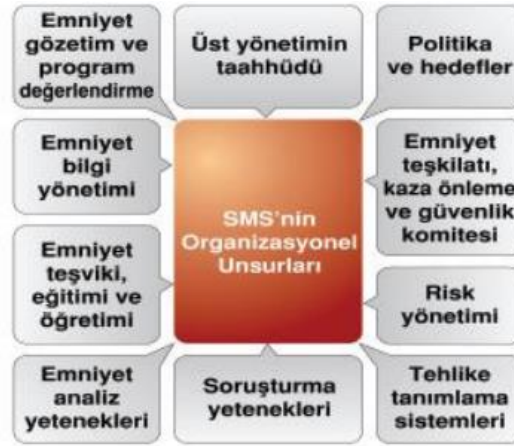 Emniyet
gözetim ve
program
değerlendirme
Üst yönetimin
taahhüdü
Politika
ve hedefler
Emniyet
bilgi
yönetimi
Emniyet
teşkilatı,
kaza önleme
ve güvenlik
komitesi
SMS'nin
Organizasyonel
Unsurları
Emniyet
teşviki,
eğitimi ve
öğretimi
Risk
yönetimi
Emniyet
analiz
yetenekleri
Soruşturma
yetenekleri
Tehlike
tanımlama
sistemleri